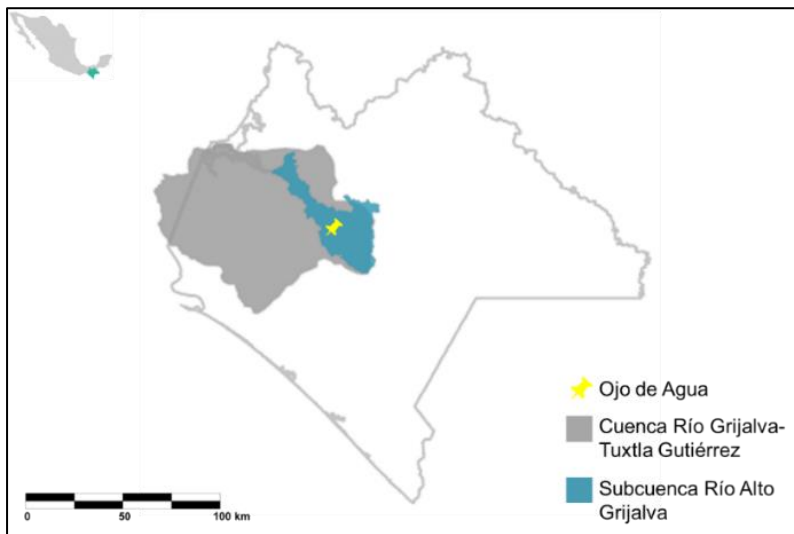 Ojo de Agua
Cuenca Río Grijalva-
Tuxtla Gutiérrez
Subcuenca Río Alto
Grijalva
0 50 100 km